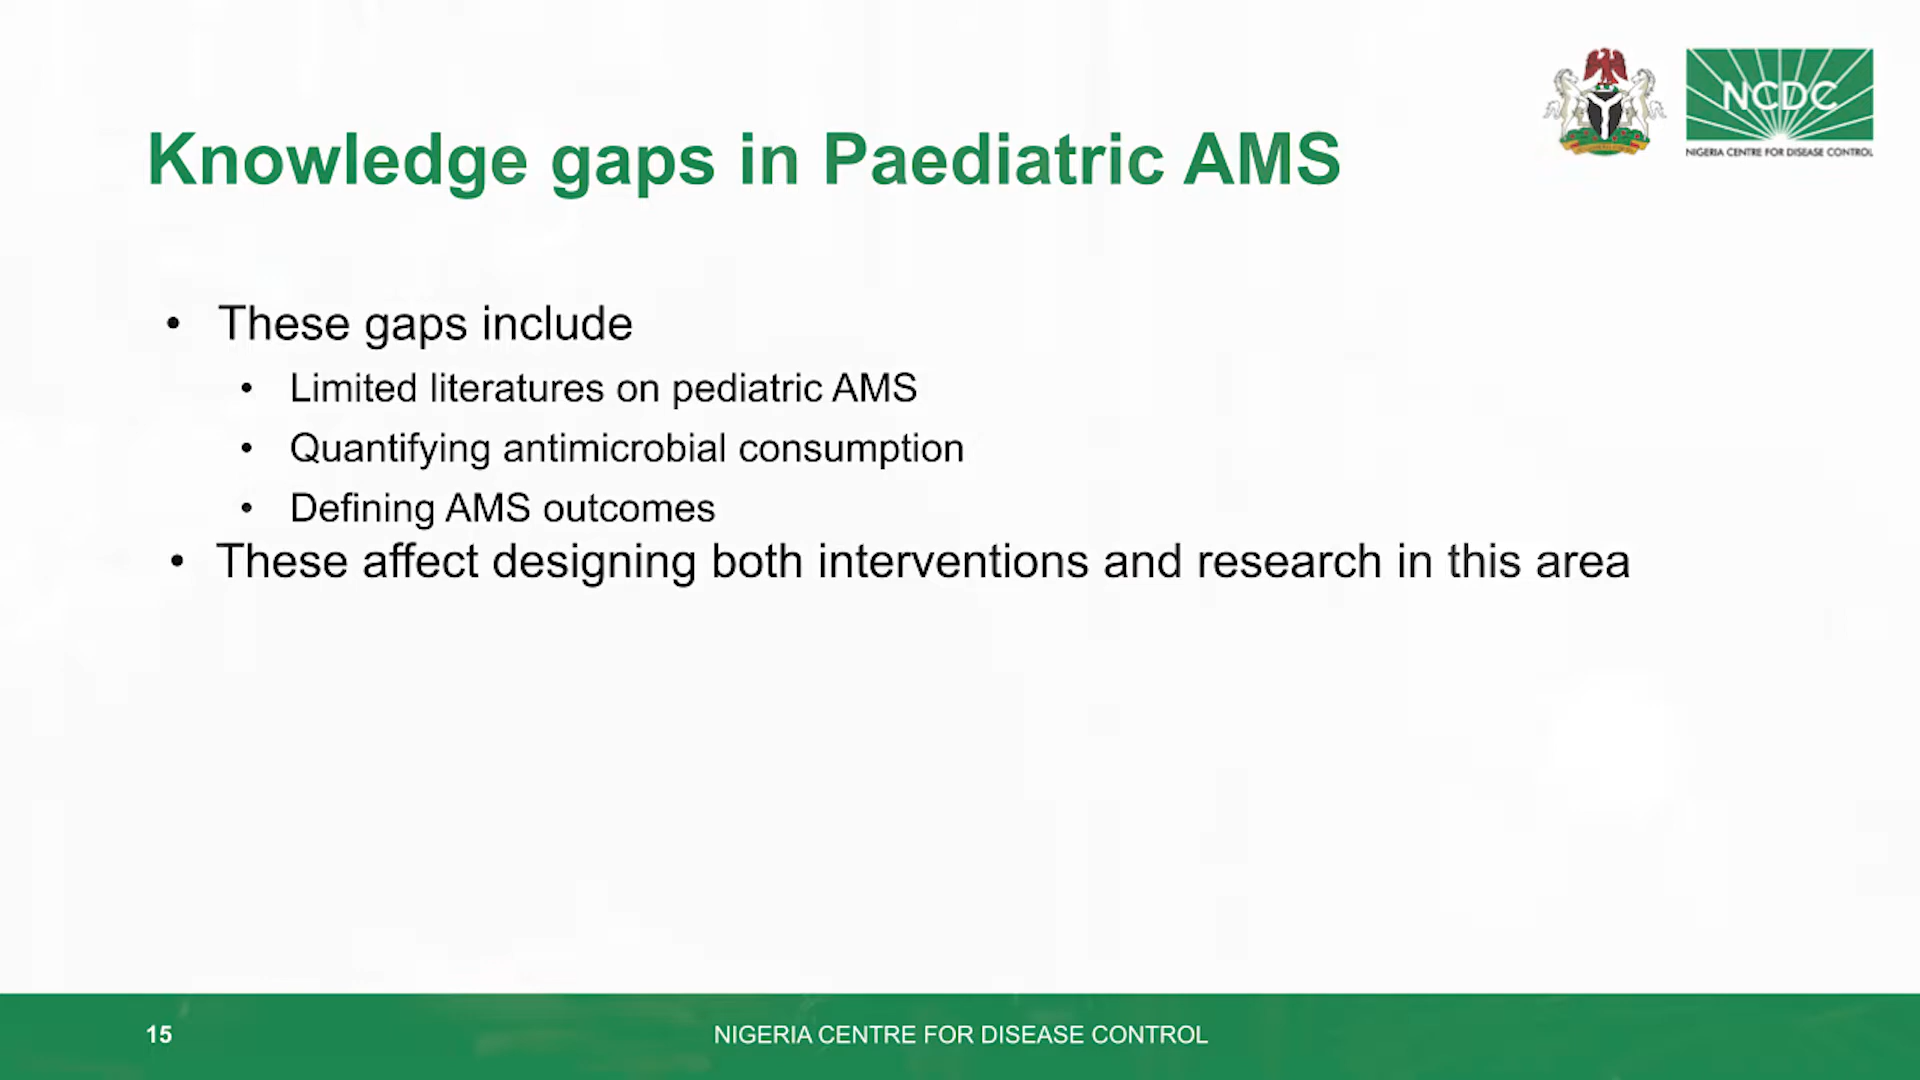 NCDC
NIGERIA CENTRE FOR DISEASE CONTROL
Knowledge gaps in Paediatric AMS
• These gaps include
• Limited literatures on pediatric AMS
• Quantifying antimicrobial consumption
• Defining AMS outcomes
• These affect designing both interventions and research in this area
15
NIGERIA CENTRE FOR DISEASE CONTROL